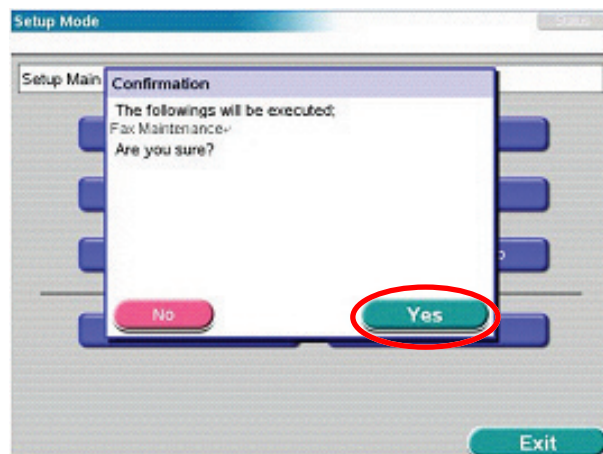 Setup Mode
Status
Setup Main
Confirmation
The followings will be executed;
Fax Maintenance↵
Are you sure?
No
Yes
Exit